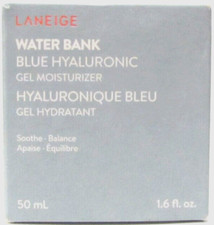 LANEIGE
WATER BANK
BLUE HYALURONIC
GEL MOISTURIZER
HYALURONIQUE BLEU
GEL HYDRATANT
Soothe · Balance
Apaise · Équilibre
50 mL 1.6 fl. oz.